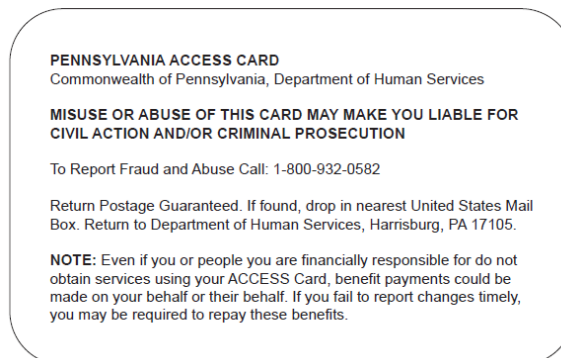 PENNSYLVANIA ACCESS CARD
Commonwealth of Pennsylvania, Department of Human Services
MISUSE OR ABUSE OF THIS CARD MAY MAKE YOU LIABLE FOR
CIVIL ACTION AND/OR CRIMINAL PROSECUTION
To Report Fraud and Abuse Call: 1-800-932-0582
Return Postage Guaranteed. If found, drop in nearest United States Mail
Box. Return to Department of Human Services, Harrisburg, PA 17105.
NOTE: Even if you or people you are financially responsible for do not
obtain services using your ACCESS Card, benefit payments could be
made on your behalf or their behalf. If you fail to report changes timely,
you may be required to repay these benefits.